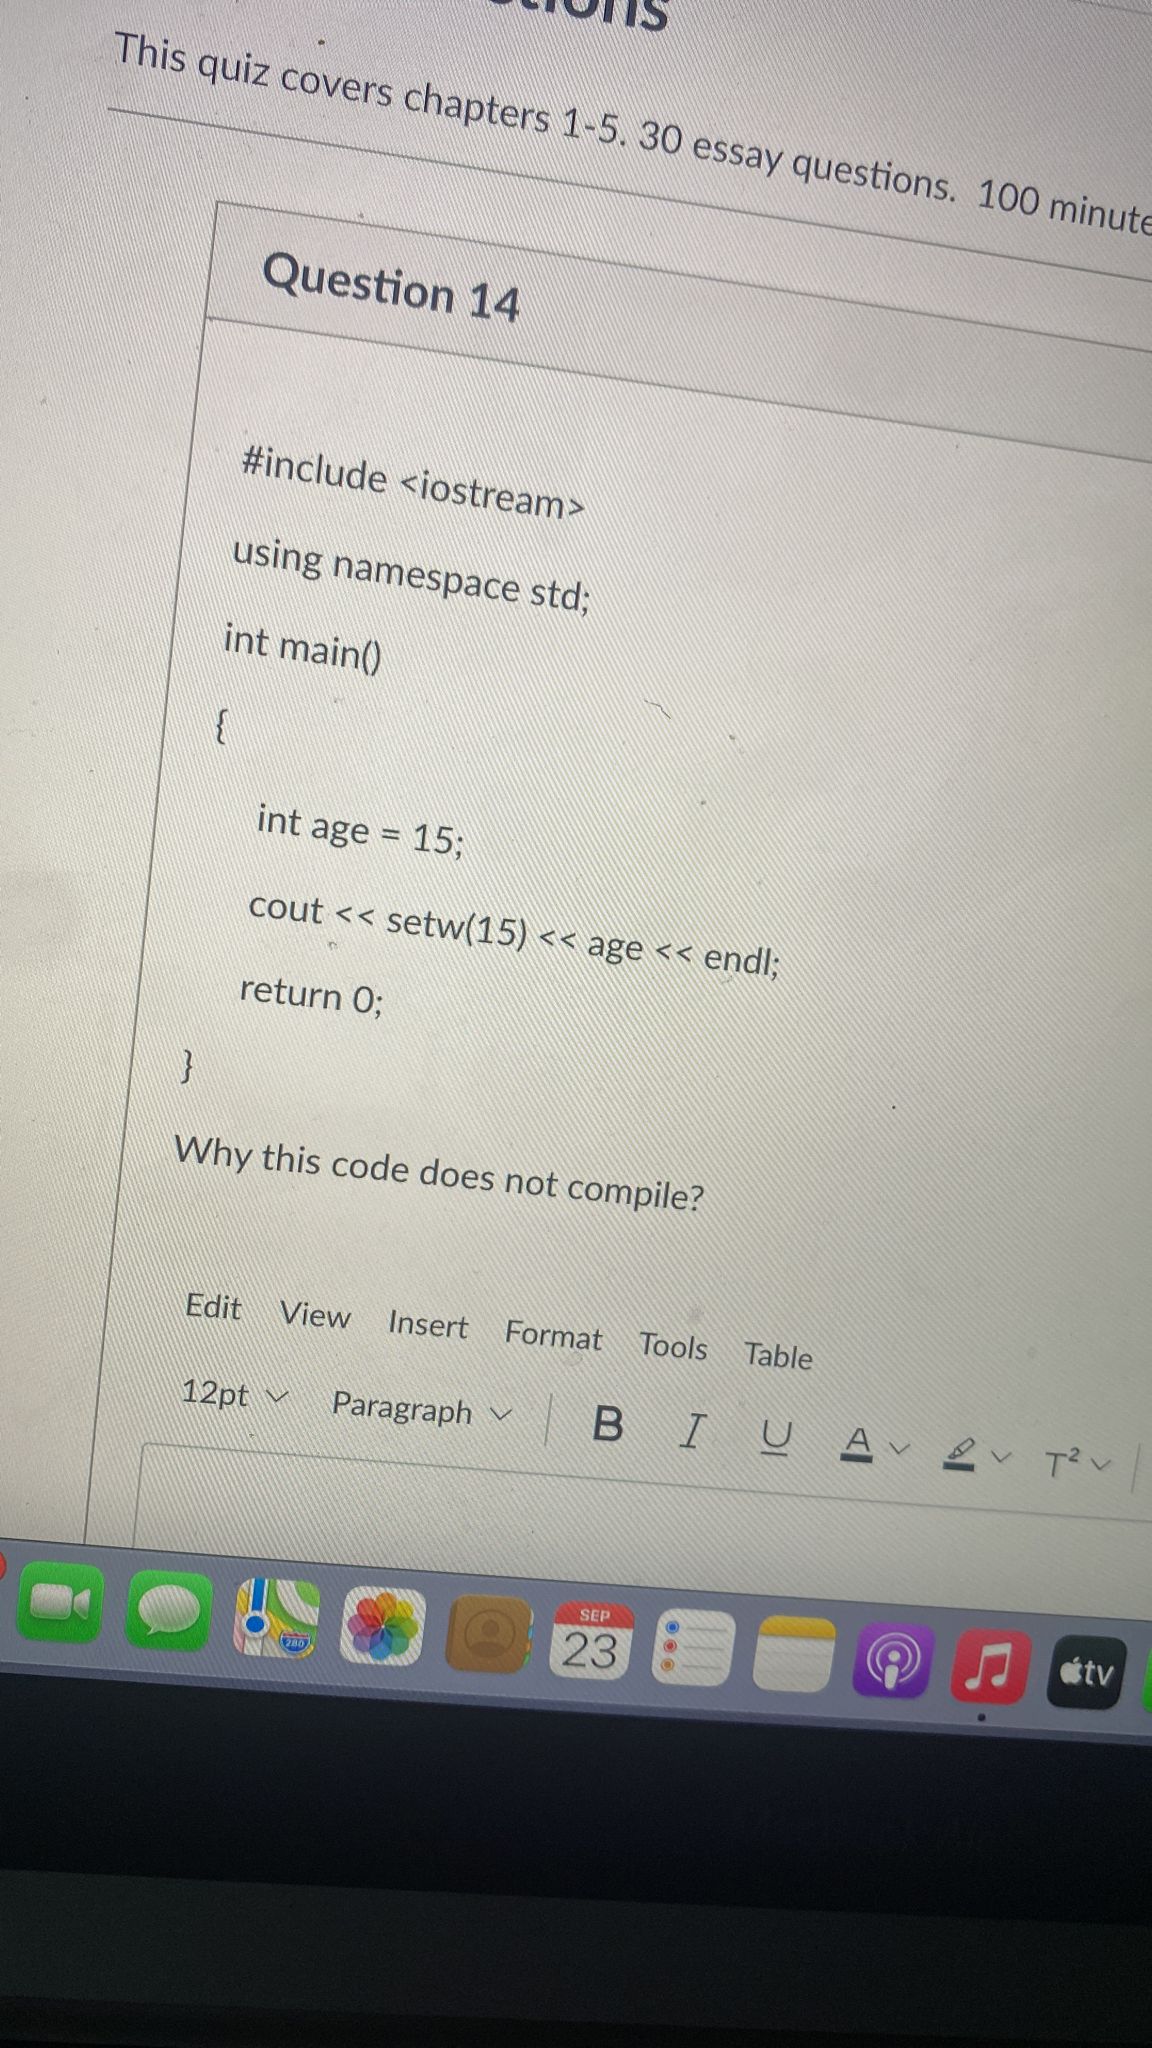 This quiz covers chapters 1-5. 30 essay questions. 100
Question 14
#include <iostream>
using namespace std;
int main()
{
int age = 15;
cout << setw(15) << age << endl;
return 0;
}
Why this code does not compile?
Edit View Insert Format Tools Table
12pt Paragraph B I U A T²
280
SEP
23
tv